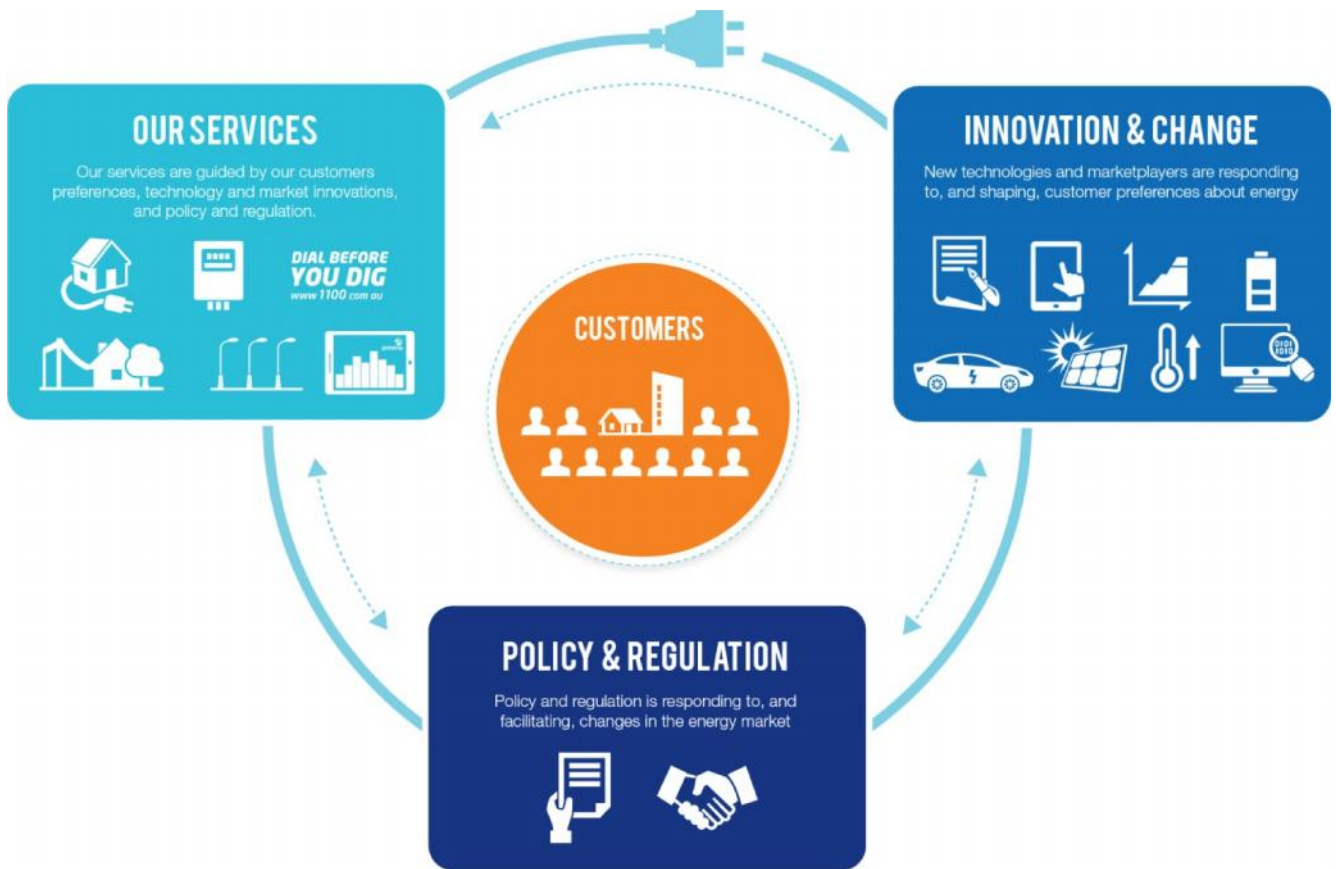 OUR SERVICES
Our services are guided by our customers
preferences, technology and market innovations,
and policy and regulation.
DIAL BEFORE
YOU DIG
www 1100 com au
INNOVATION & CHANGE
New technologies and marketplayers are responding
to, and shaping, customer preferences about energy
0101
1010
CUSTOMERS
POLICY & REGULATION
Policy and regulation is responding to, and
facilitating, changes in the energy market